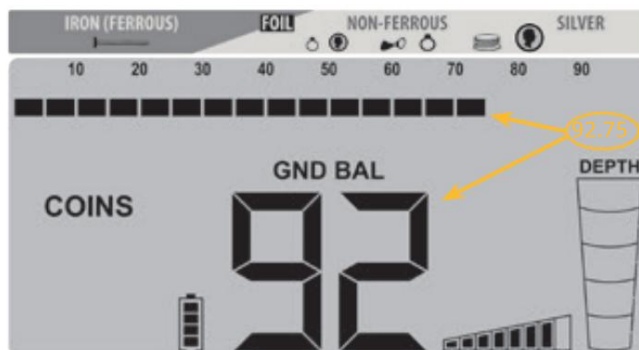 IRON (FERROUS) FOIL NON-FERROUS SILVER
10 20 30 40 50 60 70 80 90
92.75
GND BAL DEPTH
COINS
92